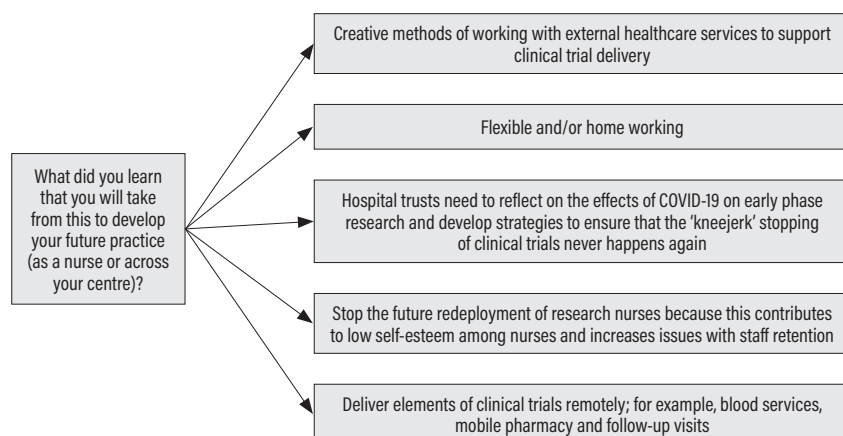 What did you learn
that you will take
from this to develop
your future practice
(as a nurse or across
your centre)?
Creative methods of working with external healthcare services to support
clinical trial delivery
Flexible and/or home working
Hospital trusts need to reflect on the effects of COVID-19 on early phase
research and develop strategies to ensure that the ‘kneejerk’ stopping
of clinical trials never happens again
Stop the future redeployment of research nurses because this contributes
to low self-esteem among nurses and increases issues with staff retention
Deliver elements of clinical trials remotely; for example, blood services,
mobile pharmacy and follow-up visits